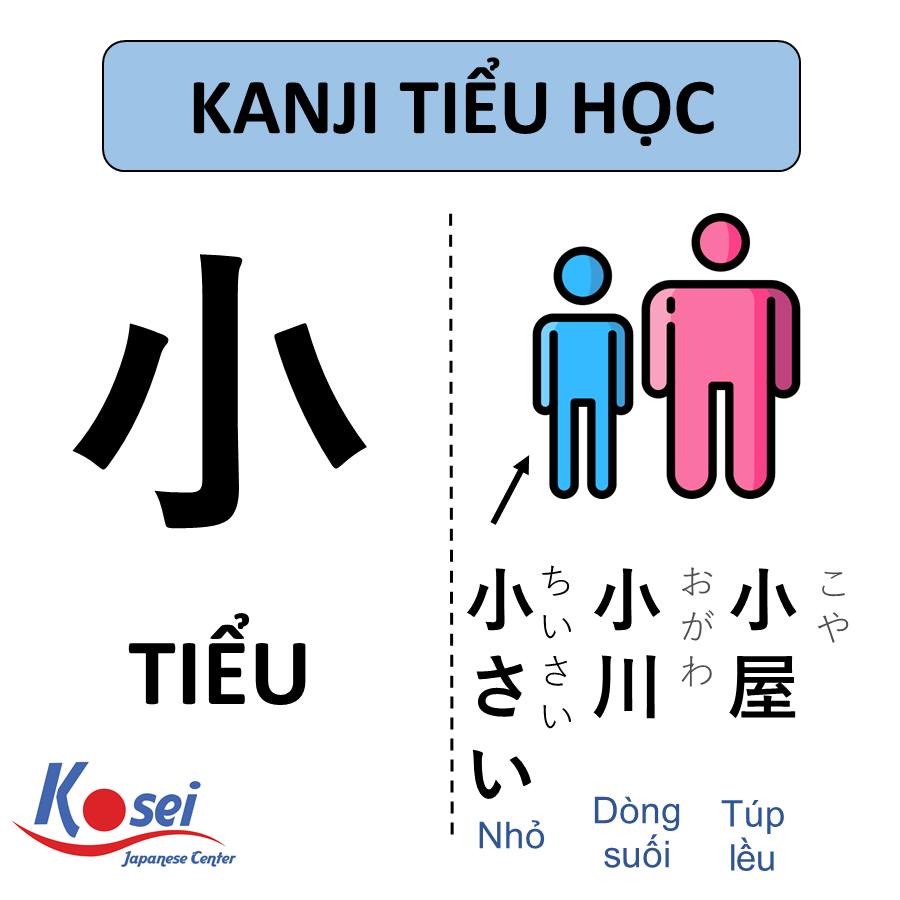 KANJI TIỂU HỌC
小
TIỂU
小さい
ちいさい
Nhỏ
小川
おがわ
Dòng
suối
小屋
こや
Túp
lều
Kosei
Japanese Center